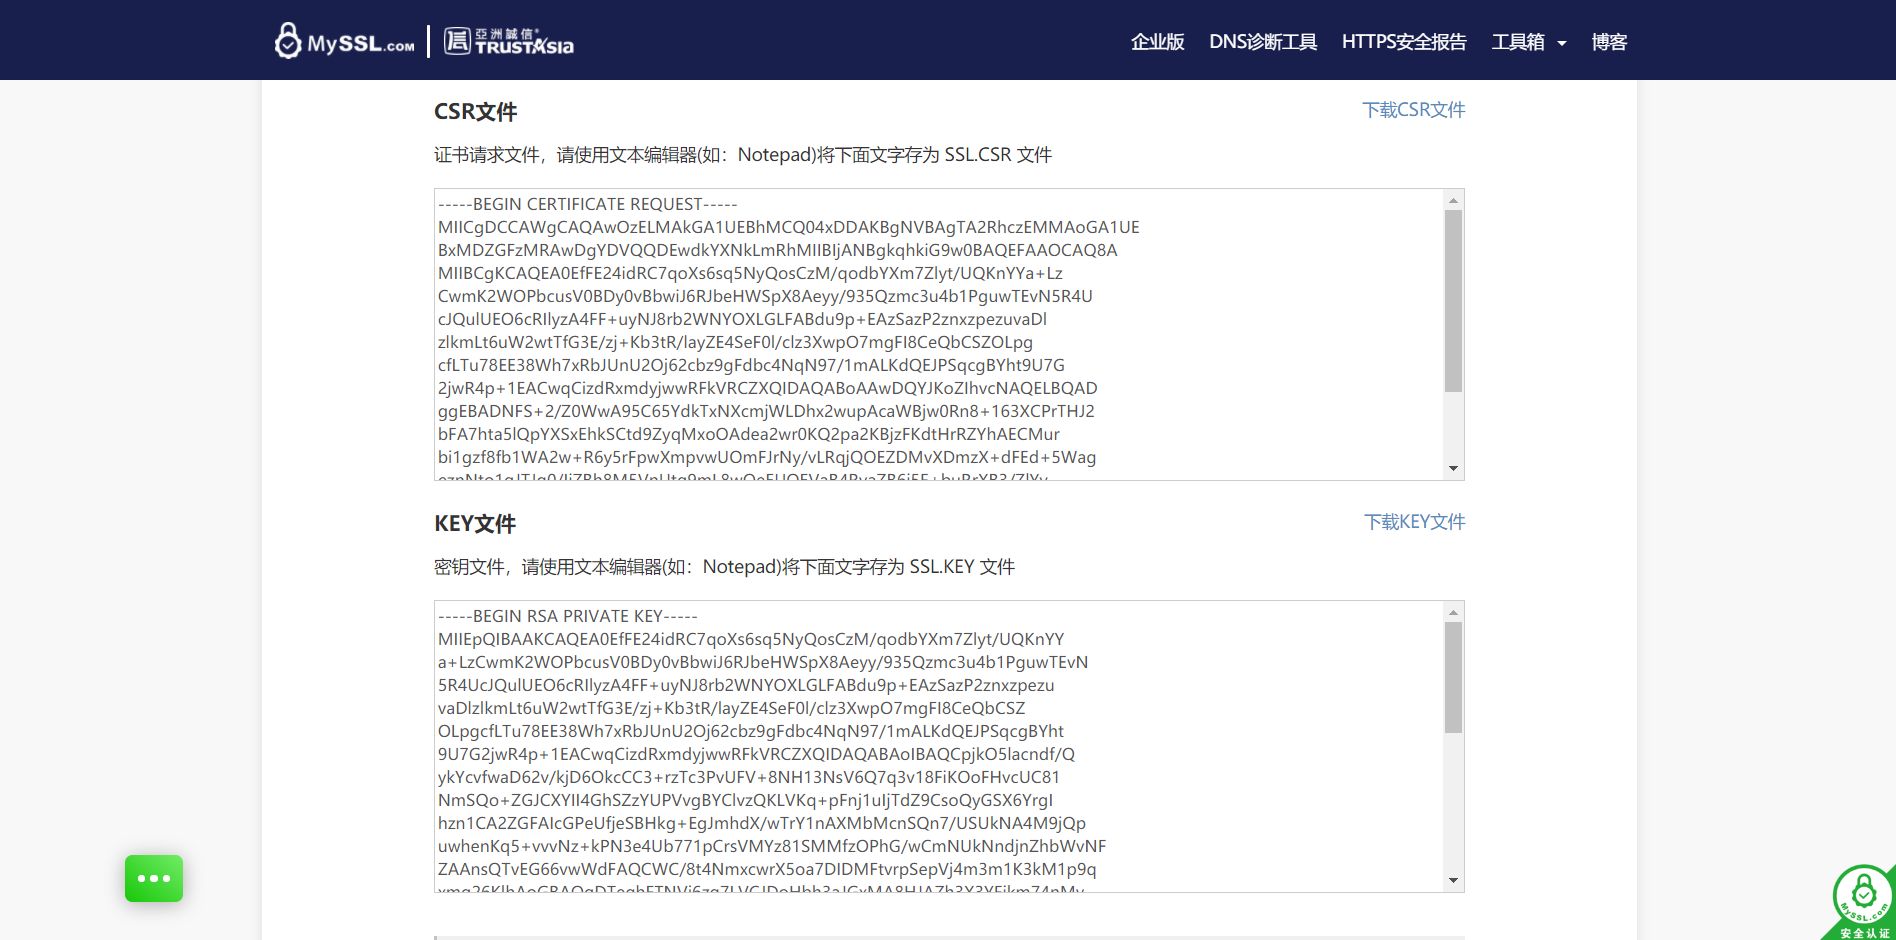 MySSL.COM
亞洲誠信®
TRUSTAsia
企业版 DNS诊断工具 HTTPS安全报告 工具箱 博客
CSR文件
下载CSR文件
证书请求文件，请使用文本编辑器(如：Notepad)将下面文字存为 SSL.CSR 文件
-----BEGIN CERTIFICATE REQUEST-----
MIICgDCCAWgCAQAwOzELMAkGA1UEBhMCQ04xDDAKBgNVBAgTA2RhczEMMAoGA1UE
BxMDZGFzMRAwDgYDVQQDEwdkYXNkLmRhMIIBIjANBgkqhkiG9w0BAQEFAAOCAQ8A
MIIBCgKCAQEA0EfFE24idRC7qoXs6sq5NyQosCzM/qodbYXm7Zlyt/UQKnYYa+Lz
CwmK2WOPbcusV0BDy0vBbwiJ6RJbeHWSpX8Aeyy/935Qzmc3u4b1PguwTEvN5R4U
cJQulUEO6cRIlyzA4FF+uyNJ8rb2WNYOXLGLFABdu9p+EAzSazP2znxzpezuvaDl
zlkmLt6uW2wtTfG3E/zj+Kb3tR/layZE4SeF0l/clz3XwpO7mgFI8CeQbCSZOLpg
cfLTu78EE38Wh7xRbJUnU2Oj62cbz9gFdbc4NqN97/1mALKdQEJPSqcgBYht9U7G
2jwR4p+1EACwqCizdRxmdyjwwRFkVRCZXQIDAQABoAAwDQYJKoZIhvcNAQELBQAD
ggEBADNFS+2/Z0WwA95C65YdkTxNXcmjWLDhx2wupAcaWBjw0Rn8+163XCPrTHJ2
bFA7hta5lQpYXSxEhkSCtd9ZyqMxoOAdea2wr0KQ2pa2KBjzFKdtHrRZYhAECMur
bi1gzf8fb1WA2w+R6y5rFpwXmpvwUOmFJrNy/vLRqjQOEZDMvXDmzX+dFEd+5Wag
KEY文件
下载KEY文件
密钥文件，请使用文本编辑器(如：Notepad)将下面文字存为 SSL.KEY 文件
-----BEGIN RSA PRIVATE KEY-----
MIIEpQIBAAKCAQEA0EfFE24idRC7qoXs6sq5NyQosCzM/qodbYXm7Zlyt/UQKnYY
a+LzCwmK2WOPbcusV0BDy0vBbwiJ6RJbeHWSpX8Aeyy/935Qzmc3u4b1PguwTEvN
5R4UcJQulUEO6cRIlyzA4FF+uyNJ8rb2WNYOXLGLFABdu9p+EAzSazP2znxzpezu
vaDlzlkmLt6uW2wtTfG3E/zj+Kb3tR/layZE4SeF0l/clz3XwpO7mgFI8CeQbCSZ
OLpgcfLTu78EE38Wh7xRbJUnU2Oj62cbz9gFdbc4NqN97/1mALKdQEJPSqcgBYht
9U7G2jwR4p+1EACwqCizdRxmdyjwwRFkVRCZXQIDAQABAoIBAQCpjkO5lacndf/Q
ykYcvfwaD62v/kjD6OkcCC3+rzTc3PvUFV+8NH13NsV6Q7q3v18FiKOoFHvcUC81
NmSQo+ZGJCXYII4GhSZzYUPVvgBYClvzQKLVKq+pFnj1uIjTdZ9CsoQyGSX6YrgI
hzn1CA2ZGFAIcGPeUfjeSBHkg+EgJmhdX/wTrY1nAXMbMcnSQn7/USUkNA4M9jQp
uwhenKq5+vvvNz+kPN3e4Ub771pCrsVMYz81SMMfzOPhG/wCmNUkNndjnZhbWvNF
ZAAnsQTvEG66vwWdFAQCWC/8t4NmxcwrX5oa7DIDMFtvrpSepVj4m3m1K3kM1p9q
MySSL.com
安全认证